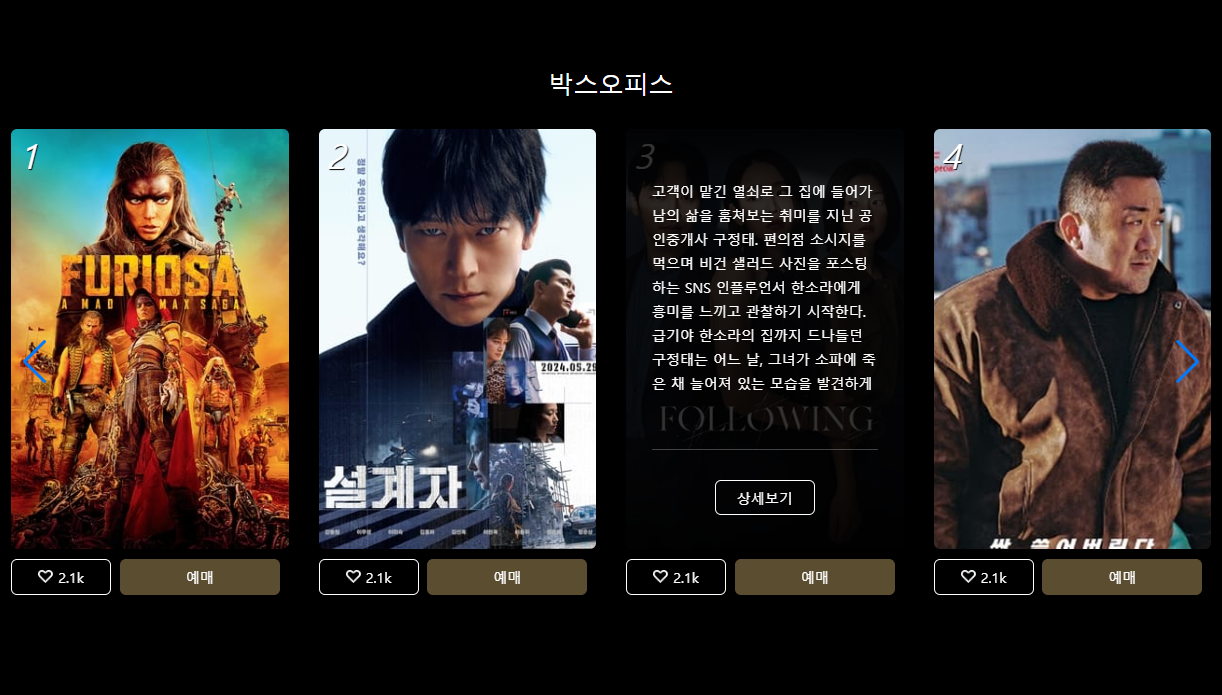 박스오피스
1
FURIOSA
A MAD MAX SAGA
2
정말 우연이라고 생각해요?
2024.05.29
설계자
3
고객이 맡긴 열쇠로 그 집에 들어가
남의 삶을 훔쳐보는 취미를 지닌 공
인중개사 구정태. 편의점 소시지를
먹으며 비건 샐러드 사진을 포스팅
하는 SNS 인플루언서 한소라에게
흥미를 느끼고 관찰하기 시작한다.
급기야 한소라의 집까지 드나들던
구정태는 어느 날, 그녀가 소파에 죽
은 채 늘어져 있는 모습을 발견하게
FOLLOWING
상세보기
4
싹 쓸어버린다
2.1k
예매
2.1k
예매
2.1k
예매
2.1k
예매